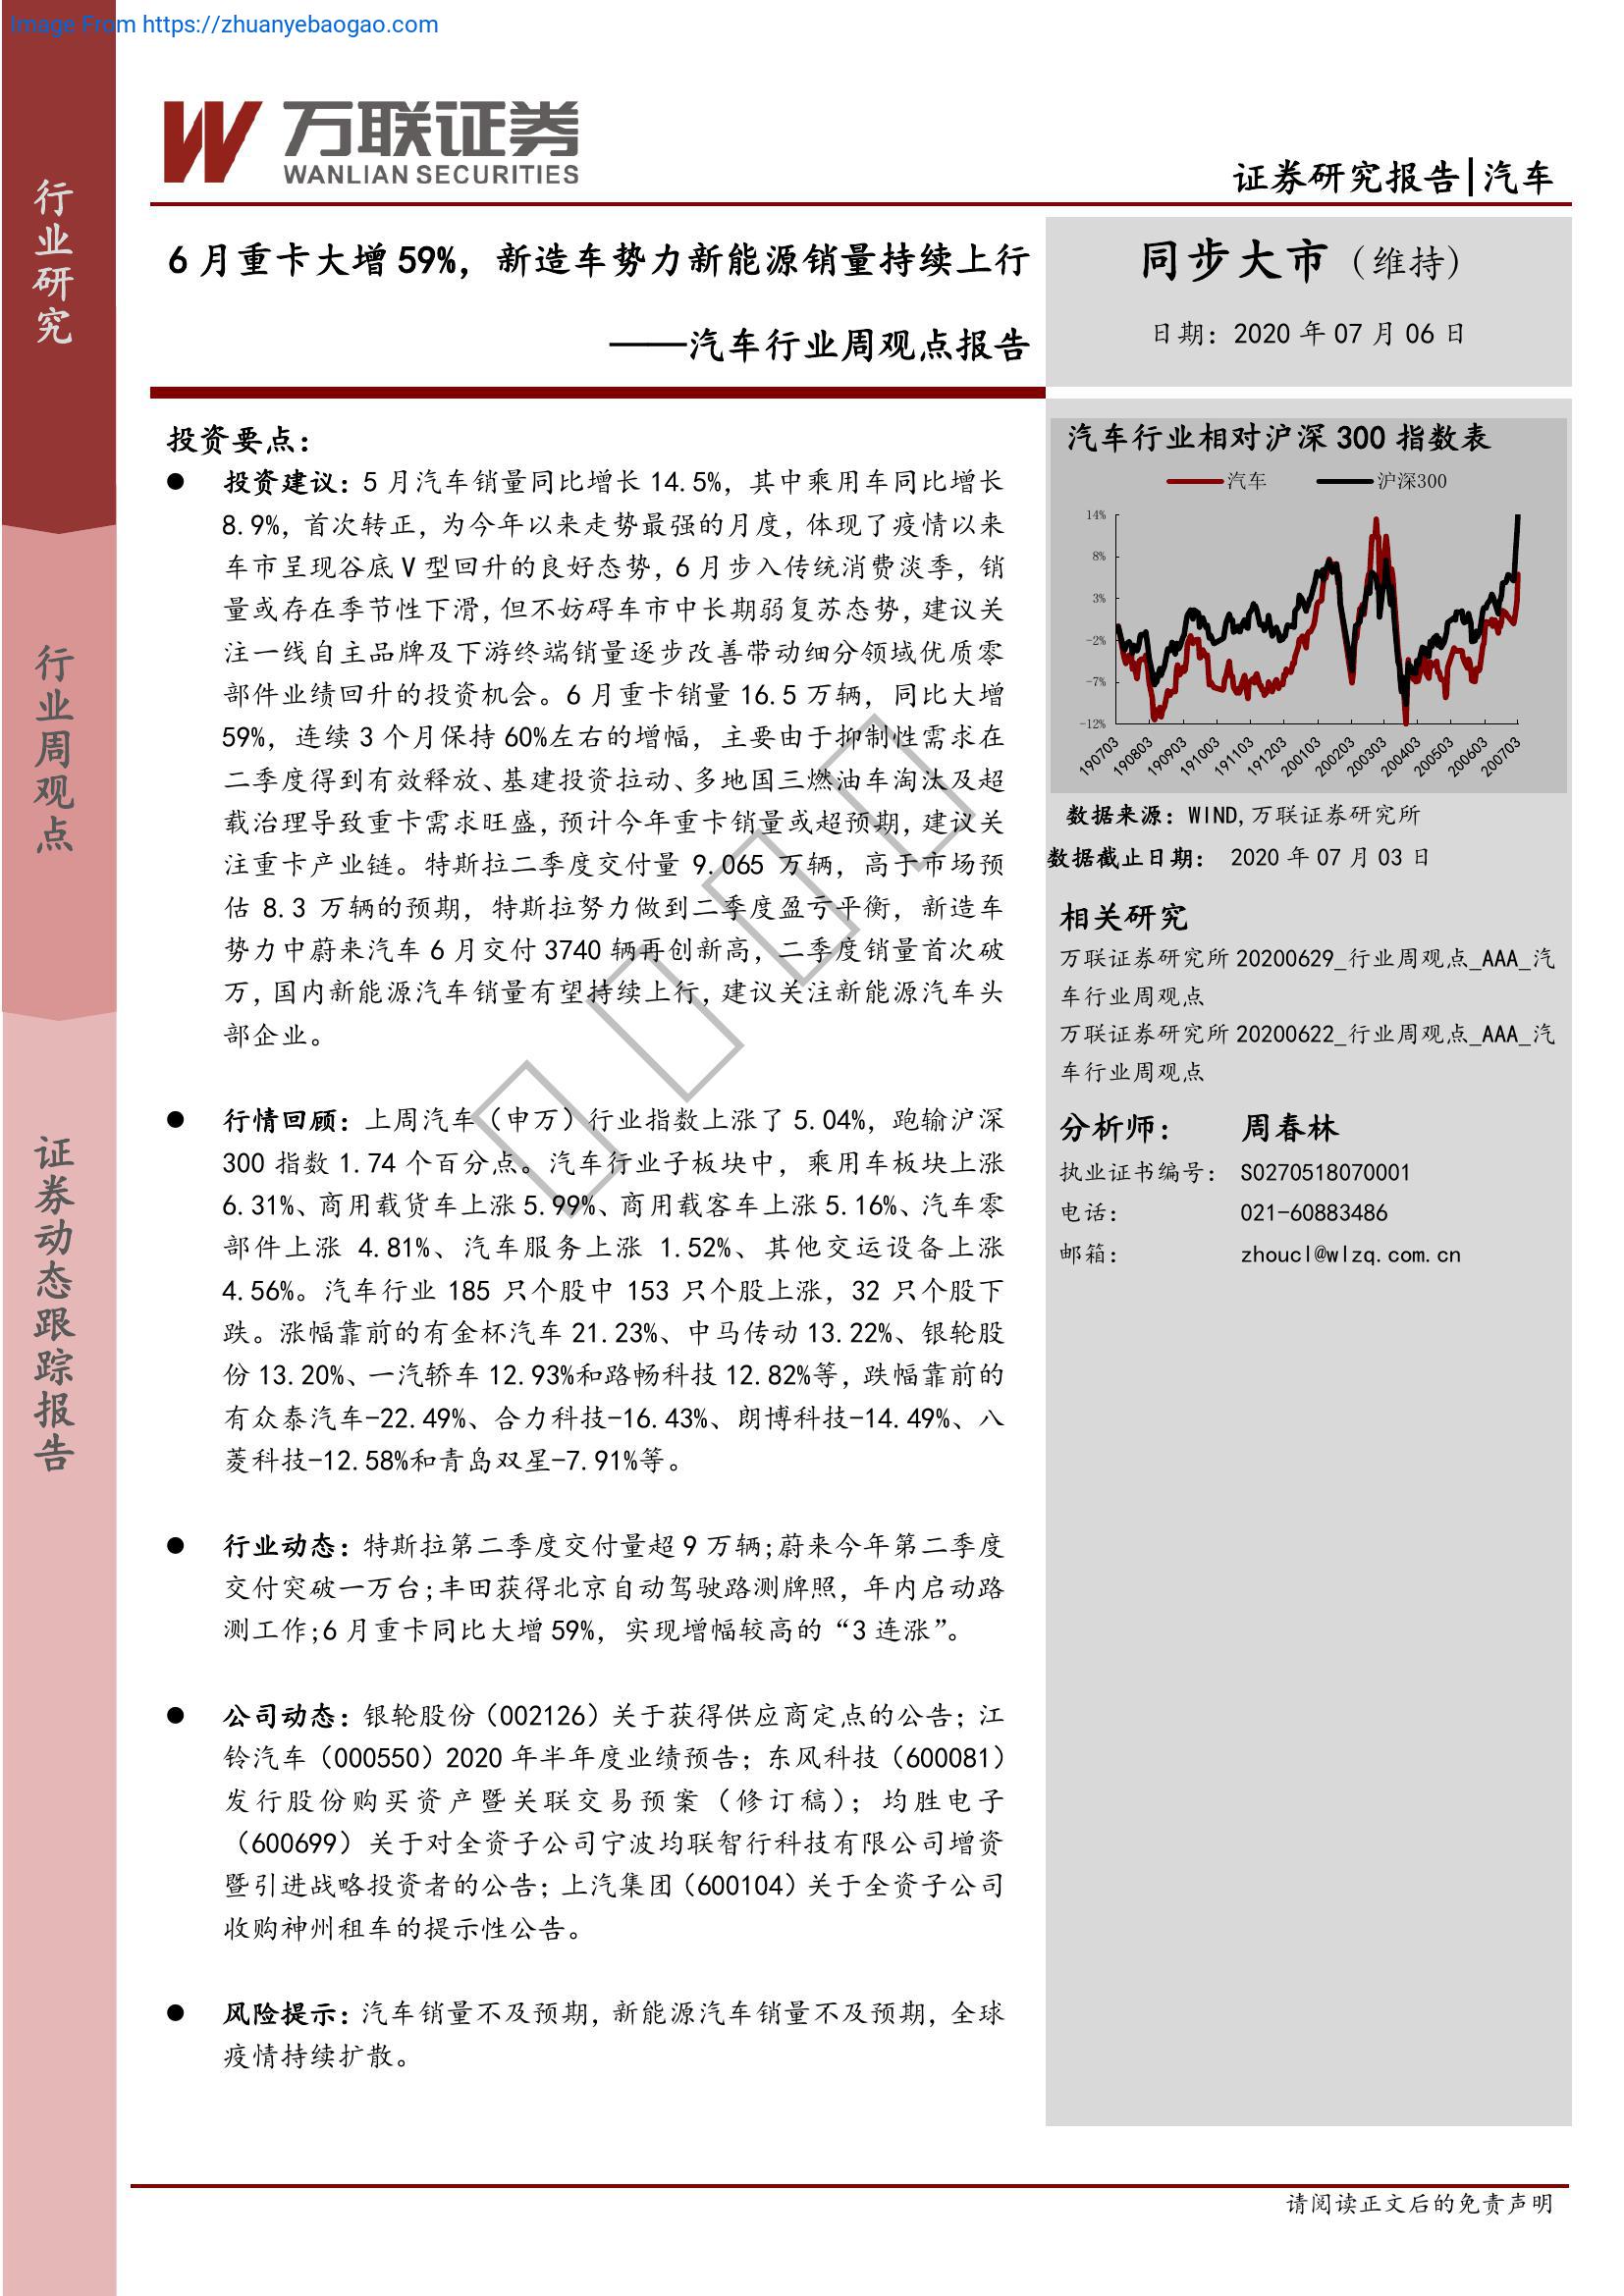 Image From https://zhuanyebaogao.com
万联证券
WANLIAN SECURITIES
证券研究报告|汽车
行业研究
行业周观点
证券动态跟踪报告
6 月重卡大增 59%，新造车势力新能源销量持续上行
——汽车行业周观点报告
同步大市（维持）
日期：2020 年 07 月 06 日
投资要点：
● 投资建议：5 月汽车销量同比增长 14.5%，其中乘用车同比增长
8.9%，首次转正，为今年以来走势最强的月度，体现了疫情以来
车市呈现谷底 V 型回升的良好态势，6 月步入传统消费淡季，销
量或存在季节性下滑，但不妨碍车市中长期弱复苏态势，建议关
注一线自主品牌及下游终端销量逐步改善带动细分领域优质零
部件业绩回升的投资机会。6 月重卡销量 16.5 万辆，同比大增
59%，连续 3 个月保持 60%左右的增幅，主要由于抑制性需求在
二季度得到有效释放、基建投资拉动、多地国三燃油车淘汰及超
载治理导致重卡需求旺盛，预计今年重卡销量或超预期，建议关
注重卡产业链。特斯拉二季度交付量 9.065 万辆，高于市场预
估 8.3 万辆的预期，特斯拉努力做到二季度盈亏平衡，新造车
势力中蔚来汽车 6 月交付 3740 辆再创新高，二季度销量首次破
万，国内新能源汽车销量有望持续上行，建议关注新能源汽车头
部企业。
● 行情回顾：上周汽车（申万）行业指数上涨了 5.04%，跑输沪深
300 指数 1.74 个百分点。汽车行业子板块中，乘用车板块上涨
6.31%、商用载货车上涨 5.99%、商用载客车上涨 5.16%、汽车零
部件上涨 4.81%、汽车服务上涨 1.52%、其他交运设备上涨
4.56%。汽车行业 185 只个股中 153 只个股上涨，32 只个股下
跌。涨幅靠前的有金杯汽车 21.23%、中马传动 13.22%、银轮股
份 13.20%、一汽轿车 12.93%和路畅科技 12.82%等，跌幅靠前的
有众泰汽车-22.49%、合力科技-16.43%、朗博科技-14.49%、八
菱科技-12.58%和青岛双星-7.91%等。
● 行业动态：特斯拉第二季度交付量超 9 万辆;蔚来今年第二季度
交付突破一万台;丰田获得北京自动驾驶路测牌照，年内启动路
测工作;6 月重卡同比大增 59%，实现增幅较高的“3 连涨”。
● 公司动态：银轮股份（002126）关于获得供应商定点的公告；江
铃汽车（000550）2020 年半年度业绩预告；东风科技（600081）
发行股份购买资产暨关联交易预案（修订稿）；均胜电子
（600699）关于对全资子公司宁波均联智行科技有限公司增资
暨引进战略投资者的公告；上汽集团（600104）关于全资子公司
收购神州租车的提示性公告。
● 风险提示：汽车销量不及预期，新能源汽车销量不及预期，全球
疫情持续扩散。
汽车行业相对沪深 300 指数表
汽车 沪深300
14%
8%
3%
-2%
-7%
-12%
190703 190803 190903 191003 191103 191203 200103 200203 200303 200403 200503 200603 200703
数据来源：WIND,万联证券研究所
数据截止日期： 2020 年 07 月 03 日
相关研究
万联证券研究所 20200629_行业周观点_AAA_汽
车行业周观点
万联证券研究所 20200622_行业周观点_AAA_汽
车行业周观点
分析师： 周春林
执业证书编号： S0270518070001
电话： 021-60883486
邮箱： zhoucl@wlzq.com.cn
请阅读正文后的免责声明